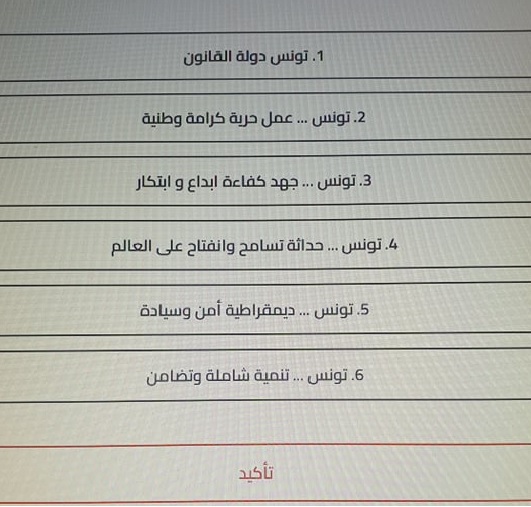 1. تونس دولة القانون
2. تونس ... عمل حرية كرامة وطنية
3. تونس ... جهد كفاءة ابداع و ابتكار
4. تونس ... حداثة تسامح وانفتاح على العالم
5. تونس ... ديمقراطية أمن وسيادة
6. تونس ... تنمية شاملة وتضامن
تأكيد